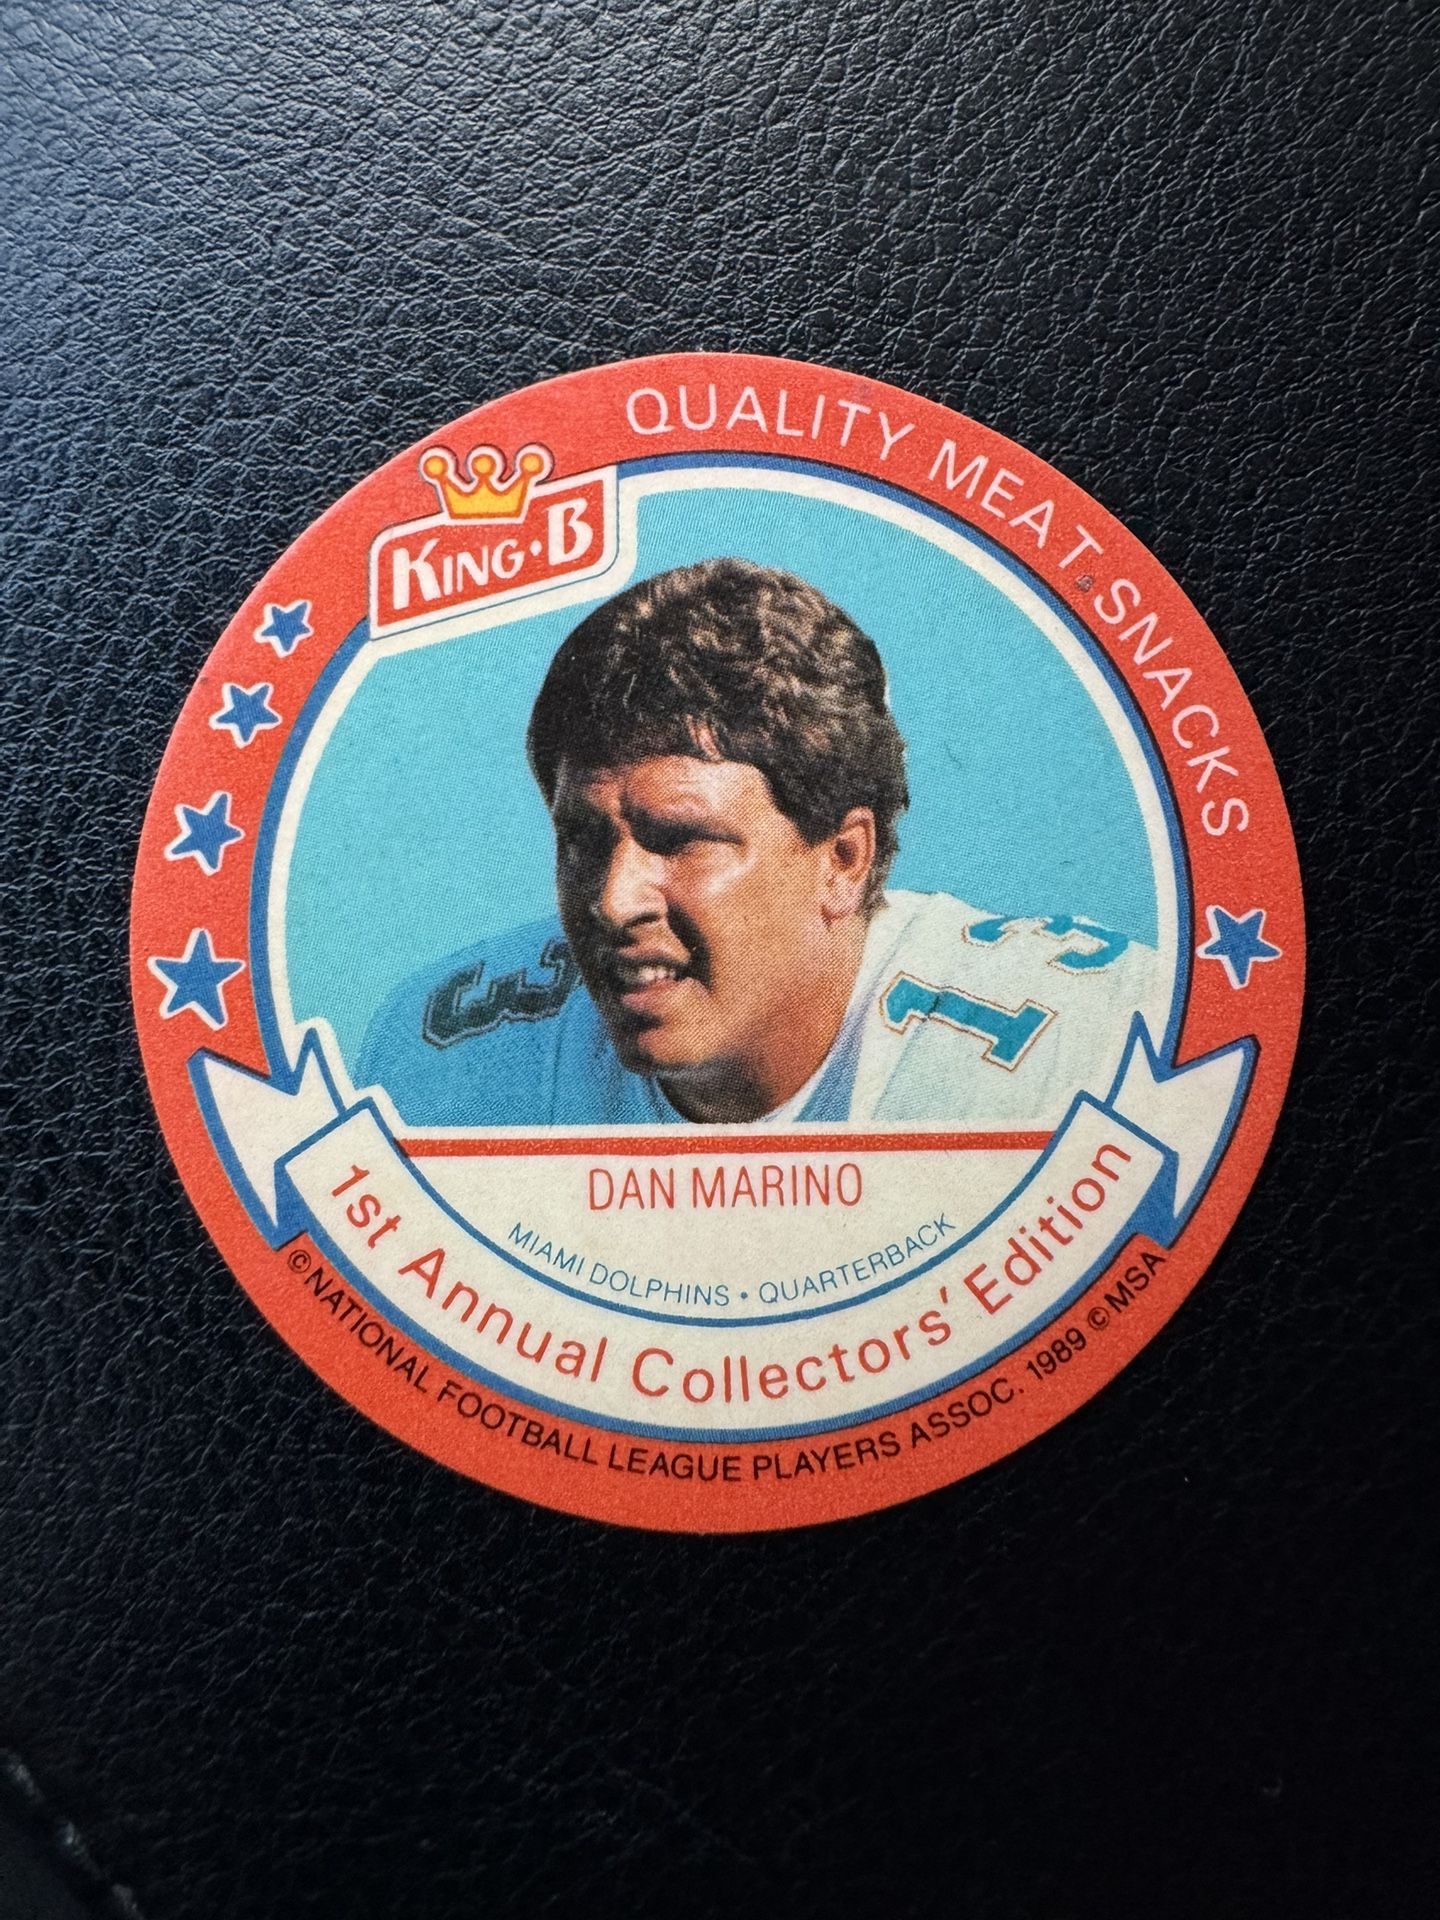 QUALITY MEAT SNACKS
KING·B
13
DAN MARINO
MIAMI DOLPHINS • QUARTERBACK
1st Annual Collectors' Edition
©NATIONAL FOOTBALL LEAGUE PLAYERS ASSOC. 1989 ©MSA